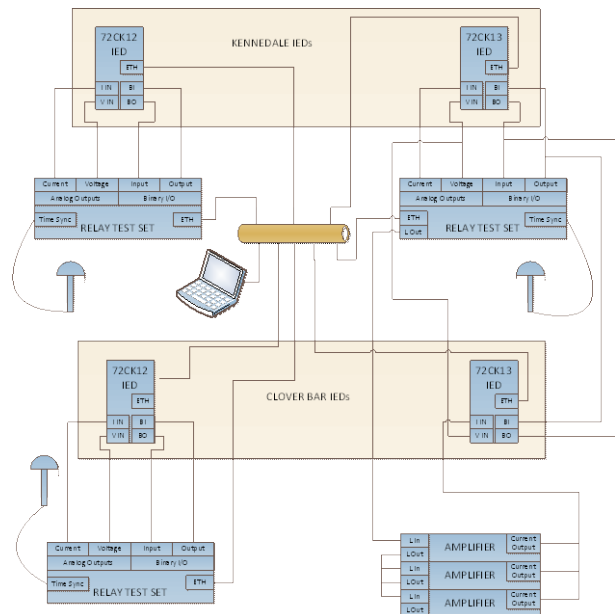 KENNEDALE IEDs
72CK12
IED
ETH
I IN
BI
V IN
BO
72CK13
IED
ETH
I IN
BI
V IN
BO
Current
Voltage
Input
Output
Analog Outputs
Binary I/O
Time Sync
ETH
RELAY TEST SET
Current
Voltage
Input
Output
Analog Outputs
Binary I/O
ETH
Time Sync
L Out
RELAY TEST SET
72CK12
IED
ETH
I IN
BI
V IN
BO
CLOVER BAR IEDs
72CK13
IED
ETH
I IN
BI
V IN
BO
Current
Voltage
Input
Output
Analog Outputs
Binary I/O
Time Sync
ETH
RELAY TEST SET
L In
LOut
AMPLIFIER
Current
Output
L In
LOut
AMPLIFIER
Current
Output
L In
LOut
AMPLIFIER
Current
Output